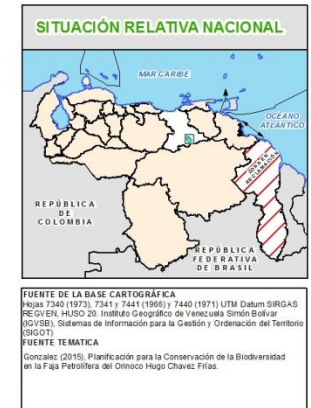 SITUACIÓN RELATIVA NACIONAL
MAR CARIBE
OCÉANO
ATLÁNTICO
ZONA EN
RECLAMACIÓN
REPÚBLICA
DE
COLOMBIA
REPÚBLICA
FEDERATIVA
DE BRASIL
FUENTE DE LA BASE CARTOGRÁFICA
Hojas 7340 (1973), 7341 y 7441 (1966) y 7440 (1971) UTM Datum SIRGAS
REGVEN, HUSO 20. Instituto Geográfico de Venezuela Simón Bolívar
(IGVSB), Sistemas de Información para la Gestión y Ordenación del Territorio
(SIGOT)
FUENTE TEMATICA
Gonzalez (2015), Planificación para la Conservación de la Biodiversidad
en la Faja Petrolífera del Orinoco Hugo Chavez Frías.